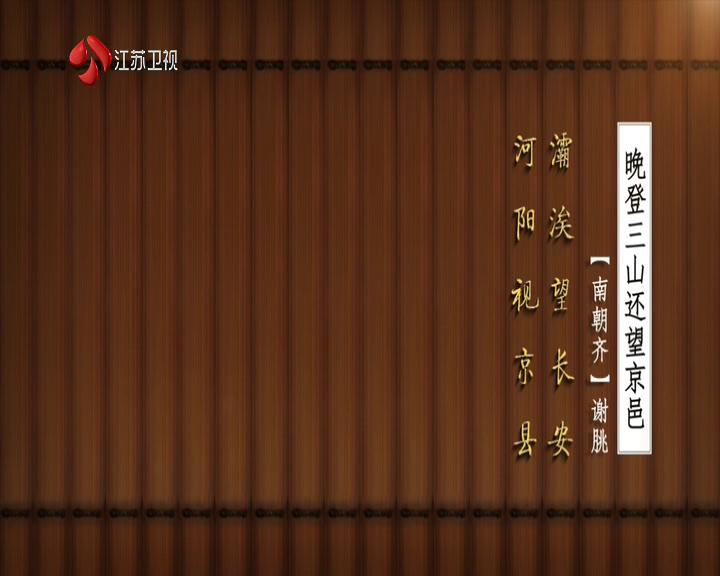 江苏卫视
晚登三山还望京邑
【南朝齐】谢朓
灞涘望长安
河阳视京县